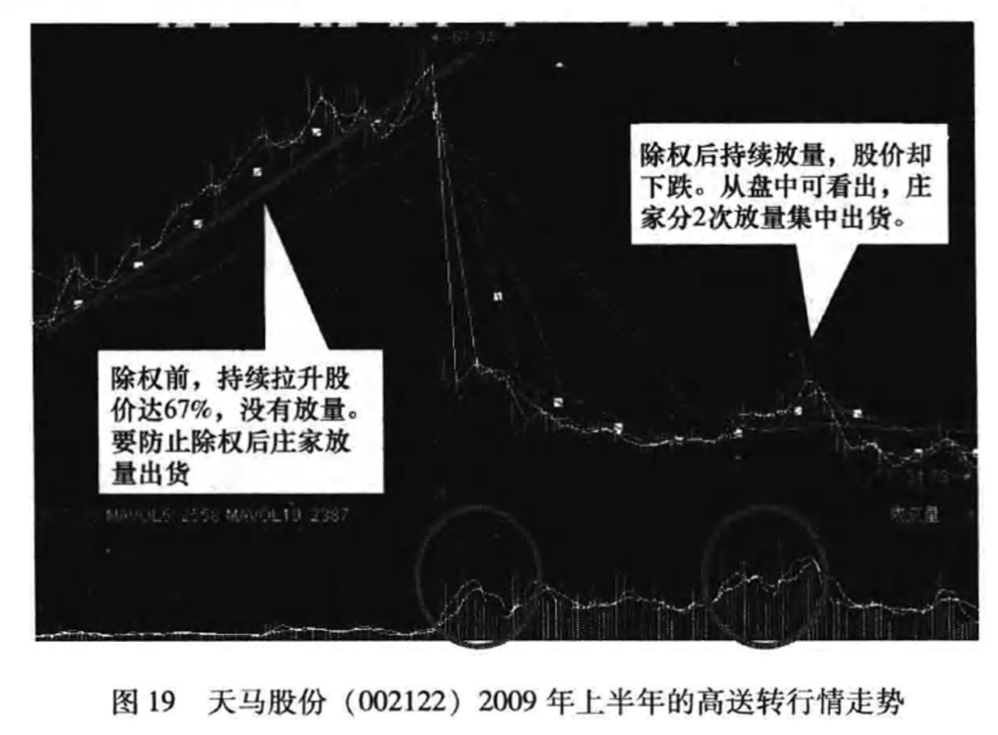 67.34
除权后持续放量，股价却
下跌。从盘中可看出，庄
家分2次放量集中出货。
除权前，持续拉升股
价达67%，没有放量。
要防止除权后庄家放
量出货
MAVOL5 2558 MAVOL10 2387
成交量
图 19 天马股份（002122）2009 年上半年的高送转行情走势